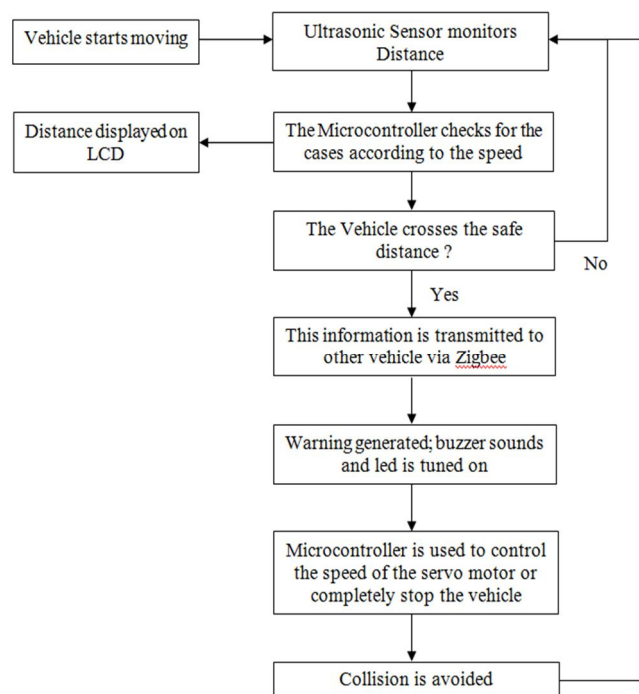 Vehicle starts moving
Ultrasonic Sensor monitors
Distance
Distance displayed on
LCD
The Microcontroller checks for the
cases according to the speed
The Vehicle crosses the safe
distance ?
No
Yes
This information is transmitted to
other vehicle via Zigbee
Warning generated; buzzer sounds
and led is tuned on
Microcontroller is used to control
the speed of the servo motor or
completely stop the vehicle
Collision is avoided